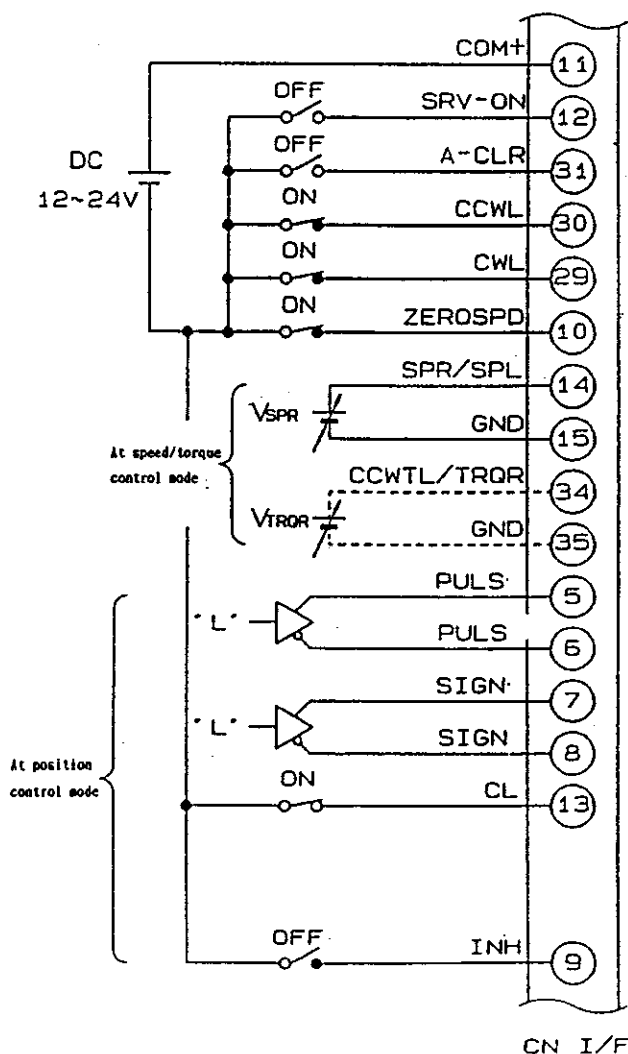 COM+ 11
OFF SRV-ON 12
OFF A-CLR 31
DC
12~24V
ON CCWL 30
ON CWL 29
ON ZEROSPD 10
SPR/SPL 14
VSPR
GND 15
At speed/torque
control mode
CCWTL/TRQR 34
VTRQR
GND 35
PULS 5
"L"
PULS 6
SIGN 7
"L"
SIGN 8
At position
control mode
ON CL 13
OFF INH 9
CN I/F